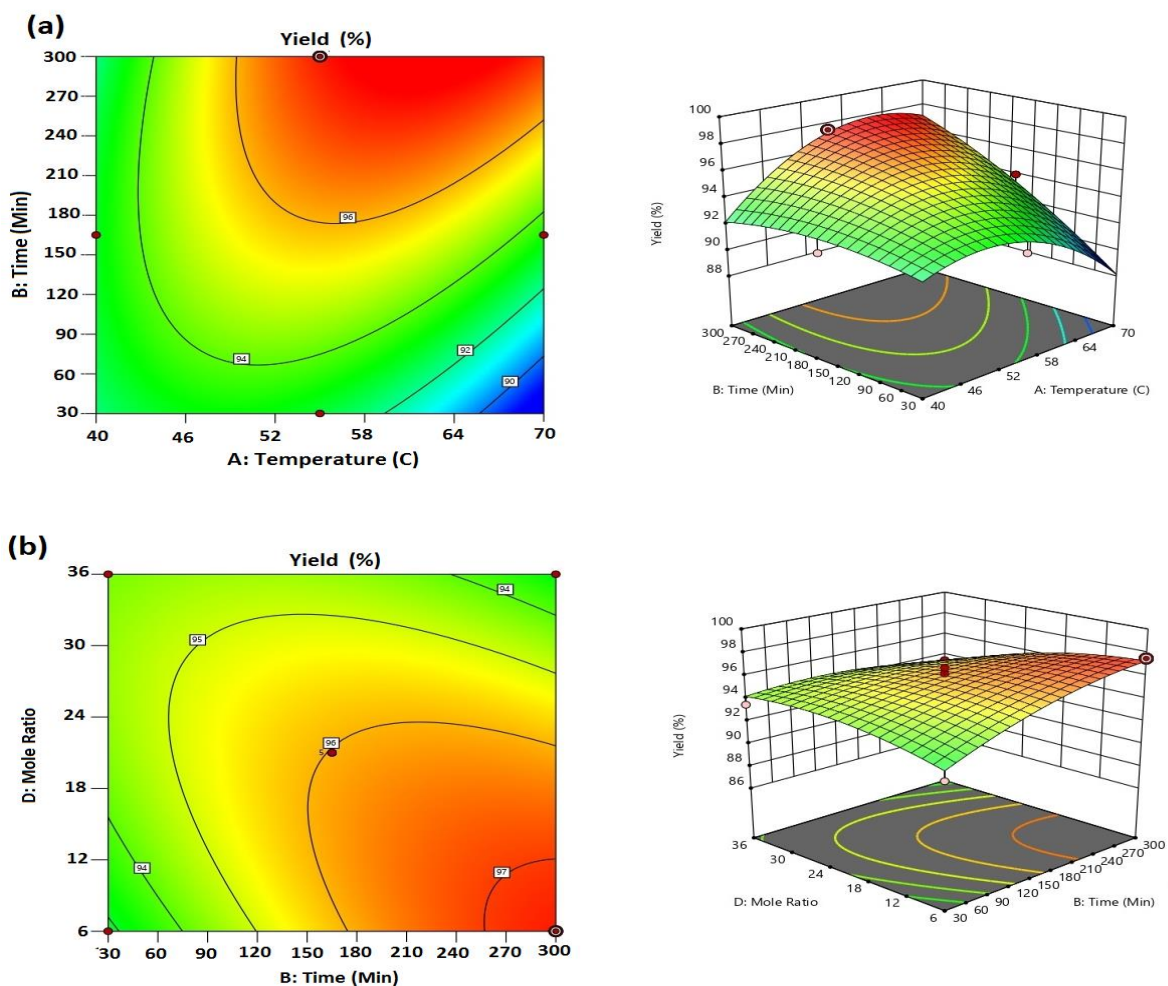 (a)
Yield (%)
300
270
240
210
180
150
120
90
60
30
B: Time (Min)
96
94
92
90
40 46 52 58 64 70
A: Temperature (C)
100
98
96
94
92
90
88
Yield (%)
300 270 240 210 180 150 120 90 60 30
B: Time (Min)
40 46 52 58 64 70
A: Temperature (C)
(b)
Yield (%)
36
30
24
18
12
6
D: Mole Ratio
94
95
96
5
94
97
30 60 90 120 150 180 210 240 270 300
B: Time (Min)
100
98
96
94
92
90
88
86
Yield (%)
36 30 24 18 12 6
D: Mole Ratio
30 60 90 120 150 180 210 240 270 300
B: Time (Min)